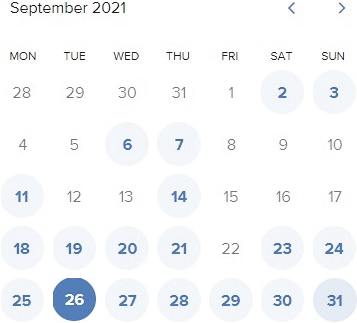 September 2021
MON TUE WED THU FRI SAT SUN
28 29 30 31 1 2 3
4 5 6 7 8 9 10
11 12 13 14 15 16 17
18 19 20 21 22 23 24
25 26 27 28 29 30 31